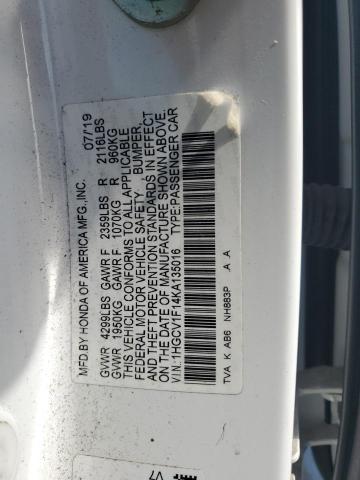 MFD.BY HONDA OF AMERICA MFG.,INC. 07/19
GVWR 4299LBS GAWR F 2359LBS R 2116LBS
GVWR 1950KG GAWR F 1070KG R 960KG
THIS VEHICLE CONFORMS TO ALL APPLICABLE
FEDERAL MOTOR VEHICLE SAFETY BUMPER,
AND THEFT PREVENTION STANDARDS IN EFFECT
ON THE DATE OF MANUFACTURE SHOWN ABOVE
V.I.N: 1HGCV1F14KA135016 TYPE:PASSENGER CAR
TVA K AB6 NH883P A A
V7